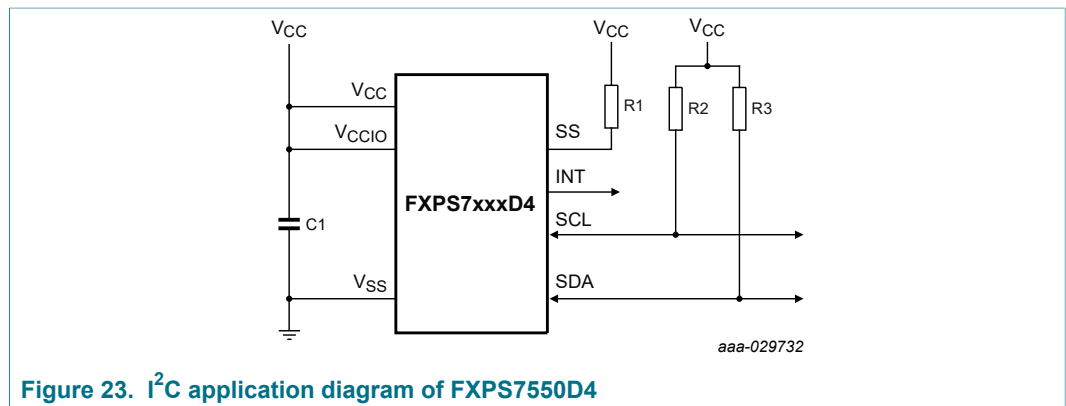 VCC
VCC
VCC
VCC
VCCIO
C1
VSS
FXPS7xxxD4
SS
INT
SCL
SDA
R1
R2
R3
aaa-029732
Figure 23. I2C application diagram of FXPS7550D4